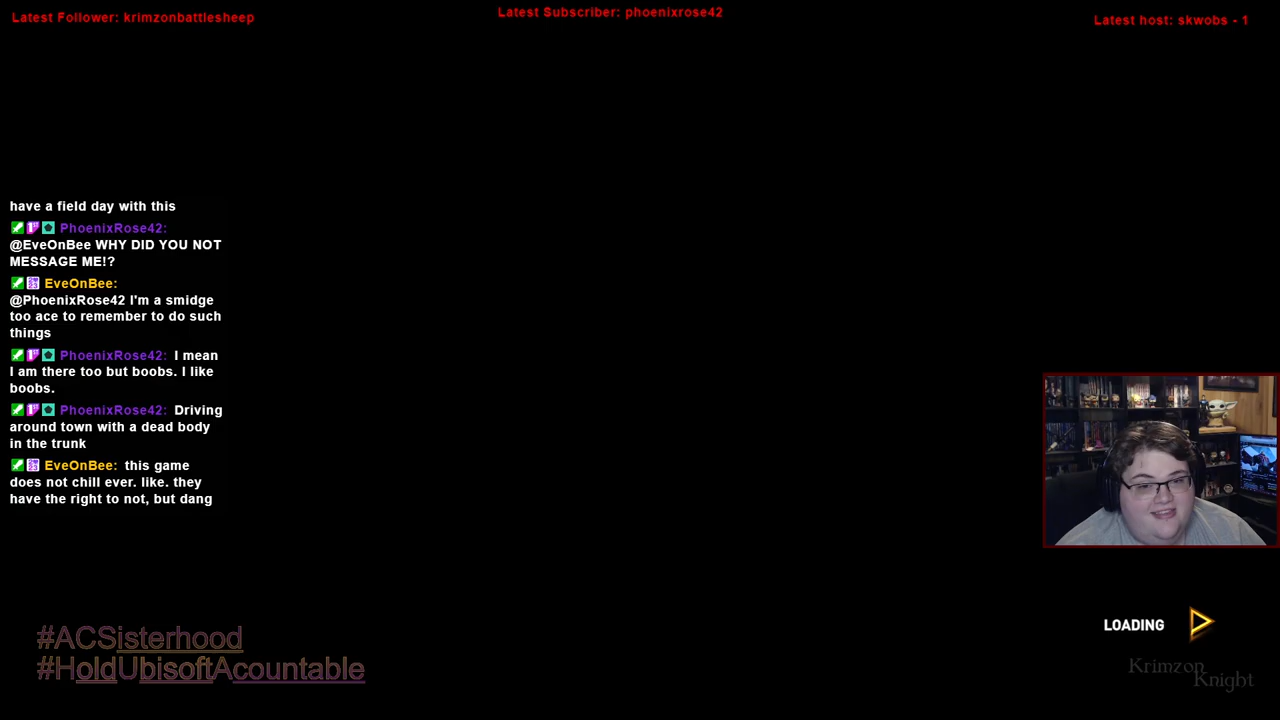 Latest Follower: krimzonbattlesheep
Latest Subscriber: phoenixrose42
Latest host: skwobs - 1
have a field day with this
PhoenixRose42:
@EveOnBee WHY DID YOU NOT
MESSAGE ME!?
EveOnBee:
@PhoenixRose42 I'm a smidge
too ace to remember to do such
things
PhoenixRose42: I mean
I am there too but boobs. I like
boobs.
PhoenixRose42: Driving
around town with a dead body
in the trunk
EveOnBee: this game
does not chill ever. like. they
have the right to not, but dang
#ACSisterhood
#HoldUbisoftAcountable
LOADING
Krimzon
Knight